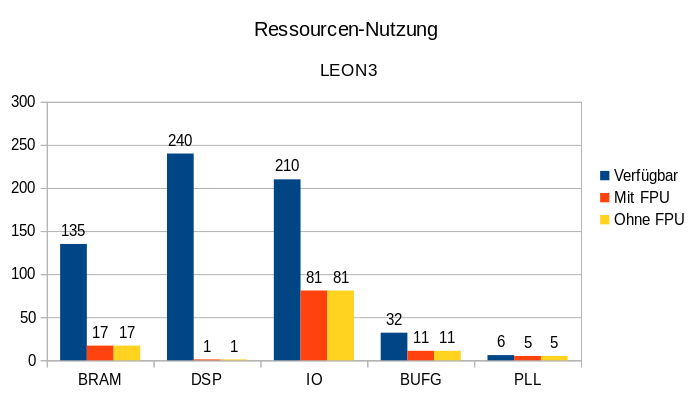 Ressourcen-Nutzung
LEON3
300
250
200
150
100
50
0
135
17
17
240
1
1
210
81
81
32
11
11
6
5
5
BRAM
DSP
IO
BUFG
PLL
Verfügbar
Mit FPU
Ohne FPU